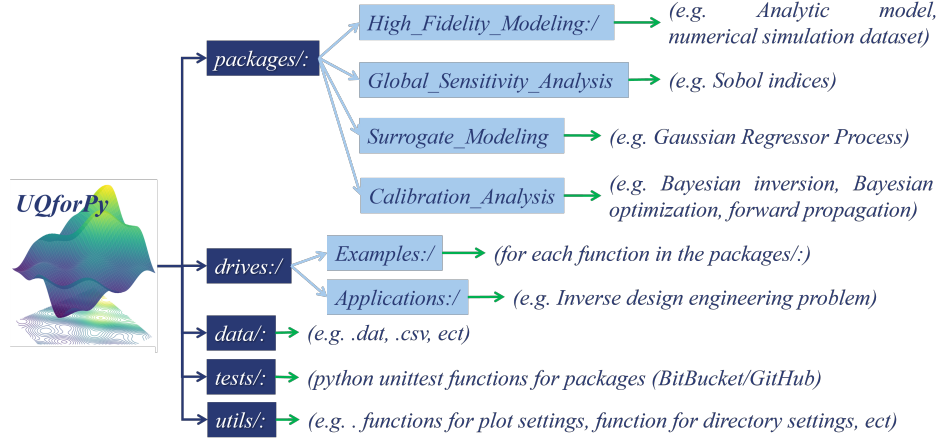 High_Fidelity_Modeling:/
(e.g. Analytic model,
numerical simulation dataset)
packages/:
Global_Sensitivity_Analysis
(e.g. Sobol indices)
Surrogate_Modeling
(e.g. Gaussian Regressor Process)
Calibration_Analysis
(e.g. Bayesian inversion, Bayesian
optimization, forward propagation)
UQforPy
drives:/
Examples:/
(for each function in the packages/:)
Applications:/
(e.g. Inverse design engineering problem)
data/:
(e.g. .dat, .csv, ect)
tests/:
(python unittest functions for packages (BitBucket/GitHub)
utils/:
(e.g. . functions for plot settings, function for directory settings, ect)